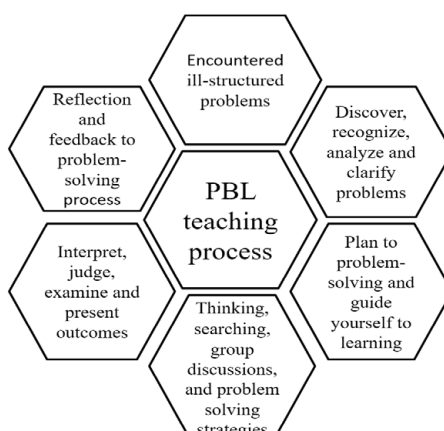 Encountered
ill-structured
problems
Discover,
recognize,
analyze and
clarify
problems
Plan to
problem-
solving and
guide
yourself to
learning
Thinking,
searching,
group
discussions,
and problem
solving
strategies
Interpret,
judge,
examine and
present
outcomes
Reflection
and
feedback to
problem-
solving
process
PBL
teaching
process